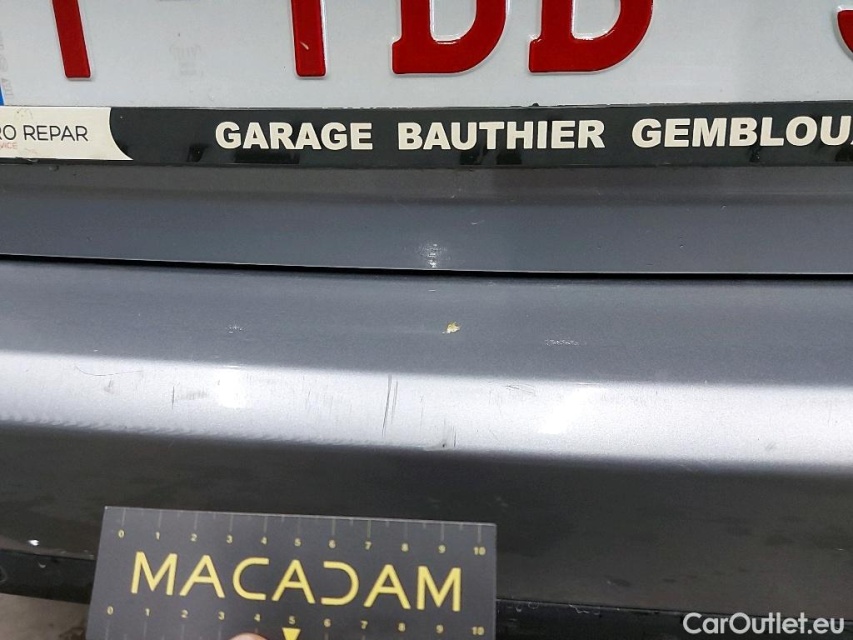 RO REPAR
GARAGE BAUTHIER GEMBLOU
0 1 2 3 4 5 6 7 8 9 10
MACADAM
0 1 2 3 4 5 6 7 8 9 10
CarOutlet.eu